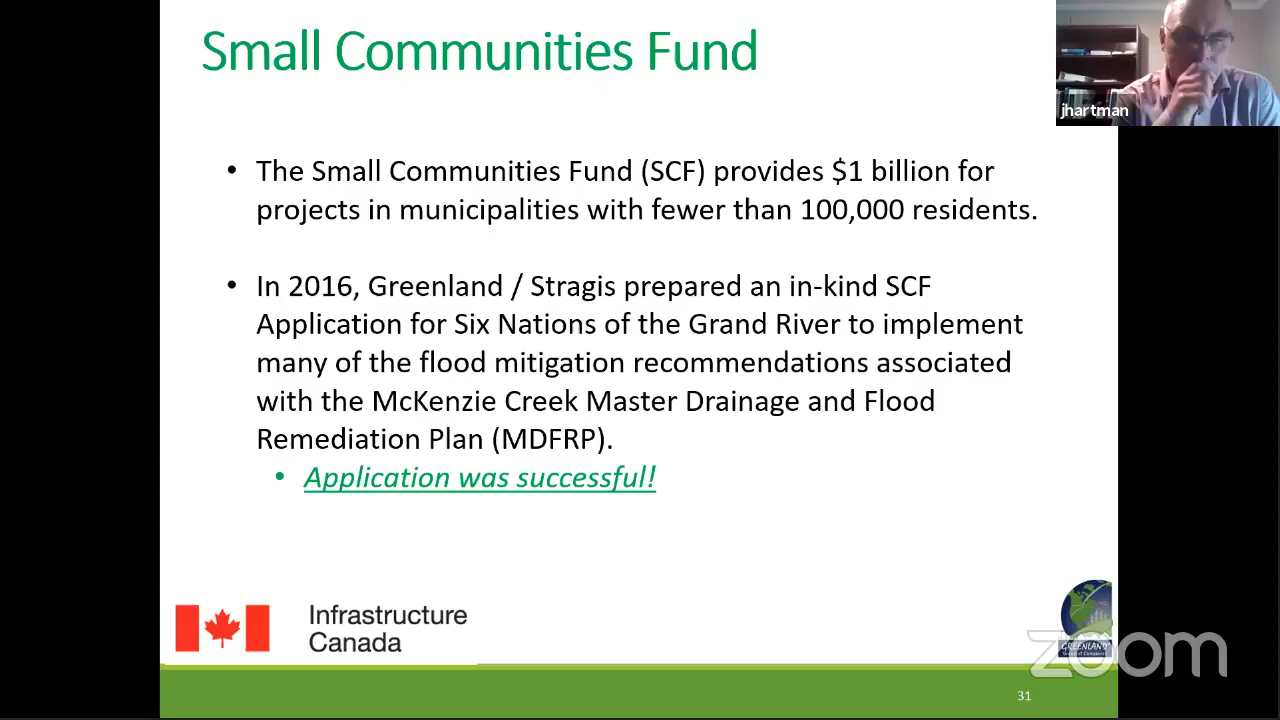 Small Communities Fund
jhartman
• The Small Communities Fund (SCF) provides $1 billion for
projects in municipalities with fewer than 100,000 residents.
• In 2016, Greenland / Stragis prepared an in-kind SCF
Application for Six Nations of the Grand River to implement
many of the flood mitigation recommendations associated
with the McKenzie Creek Master Drainage and Flood
Remediation Plan (MDFRP).
• Application was successful!
Infrastructure
Canada
GREENLAND
zoom
31